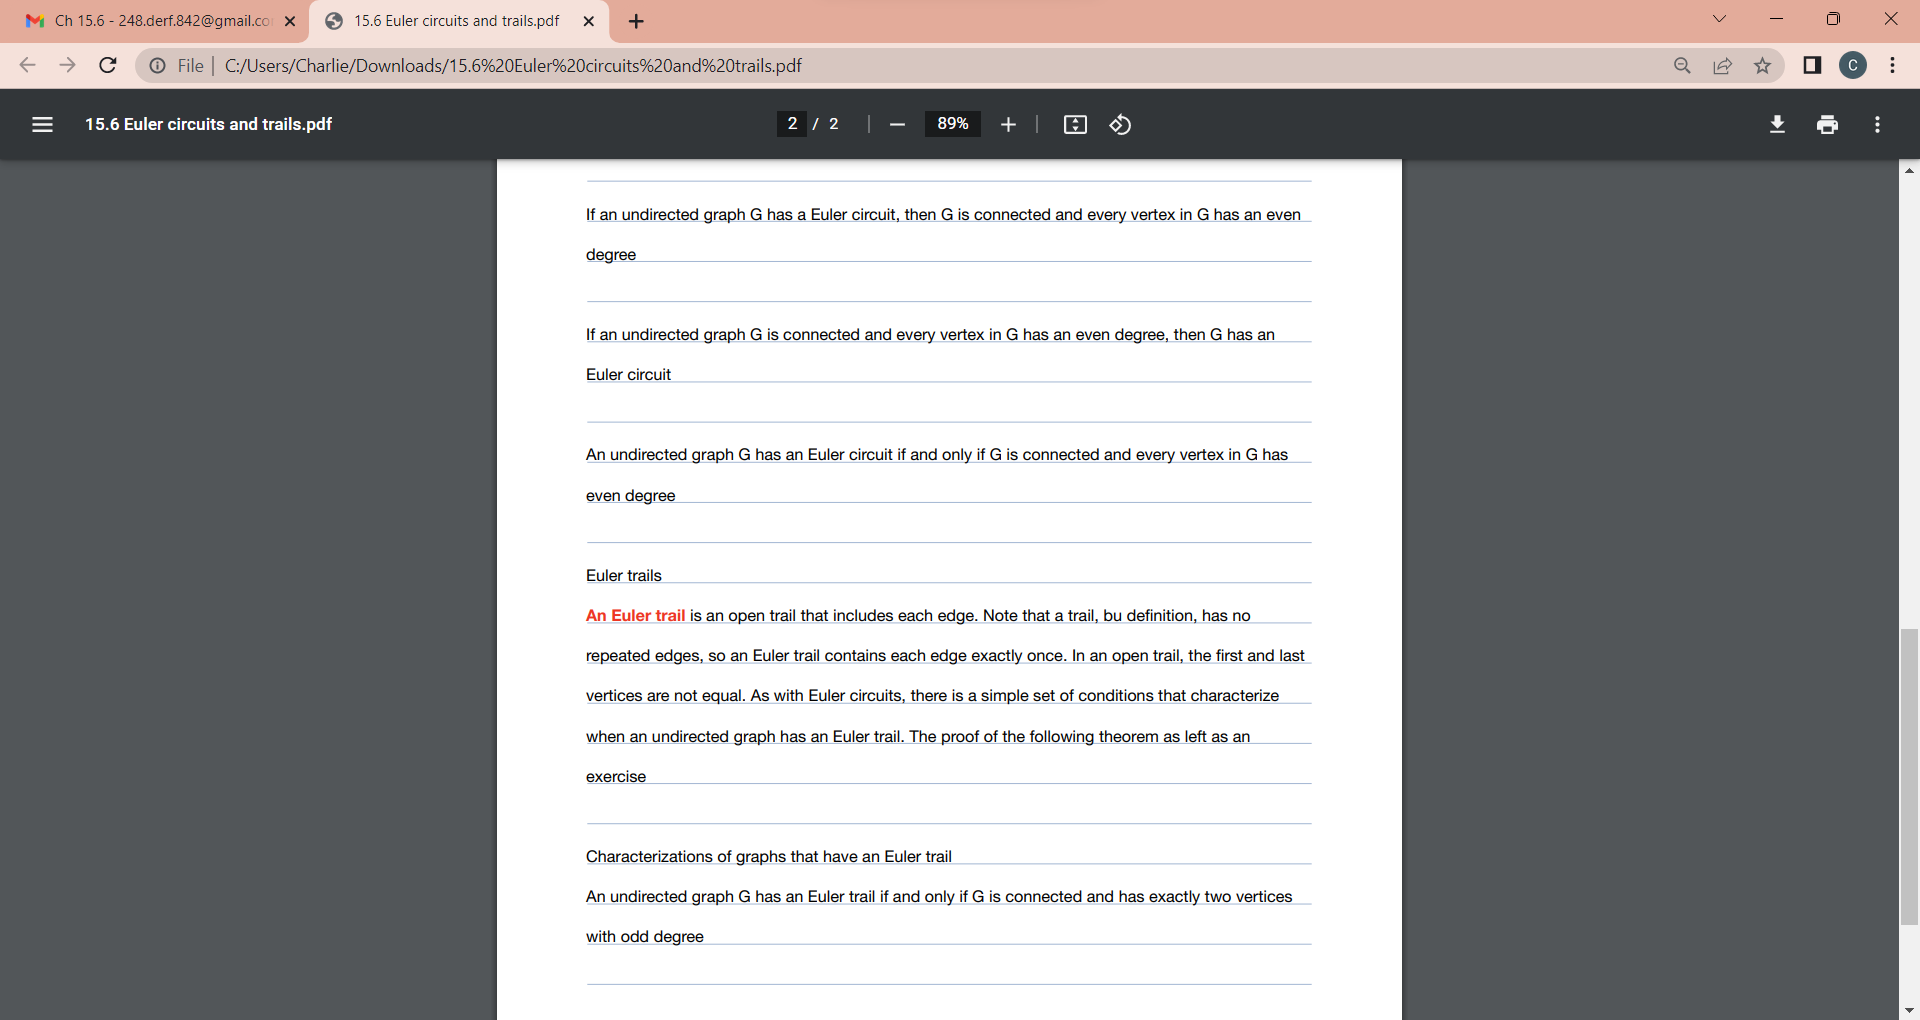 Ch 15.6 - 248.derf.842@gmail.co
15.6 Euler circuits and trails.pdf
File
C:/Users/Charlie/Downloads/15.6%20Euler%20circuits%20and%20trails.pdf
C
15.6 Euler circuits and trails.pdf
2 / 2
89%
If an undirected graph G has a Euler circuit, then G is connected and every vertex in G has an even
degree
If an undirected graph G is connected and every vertex in G has an even degree, then G has an
Euler circuit
An undirected graph G has an Euler circuit if and only if G is connected and every vertex in G has
even degree
Euler trails
An Euler trail is an open trail that includes each edge. Note that a trail, bu definition, has no
repeated edges, so an Euler trail contains each edge exactly once. In an open trail, the first and last
vertices are not equal. As with Euler circuits, there is a simple set of conditions that characterize
when an undirected graph has an Euler trail. The proof of the following theorem as left as an
exercise
Characterizations of graphs that have an Euler trail
An undirected graph G has an Euler trail if and only if G is connected and has exactly two vertices
with odd degree